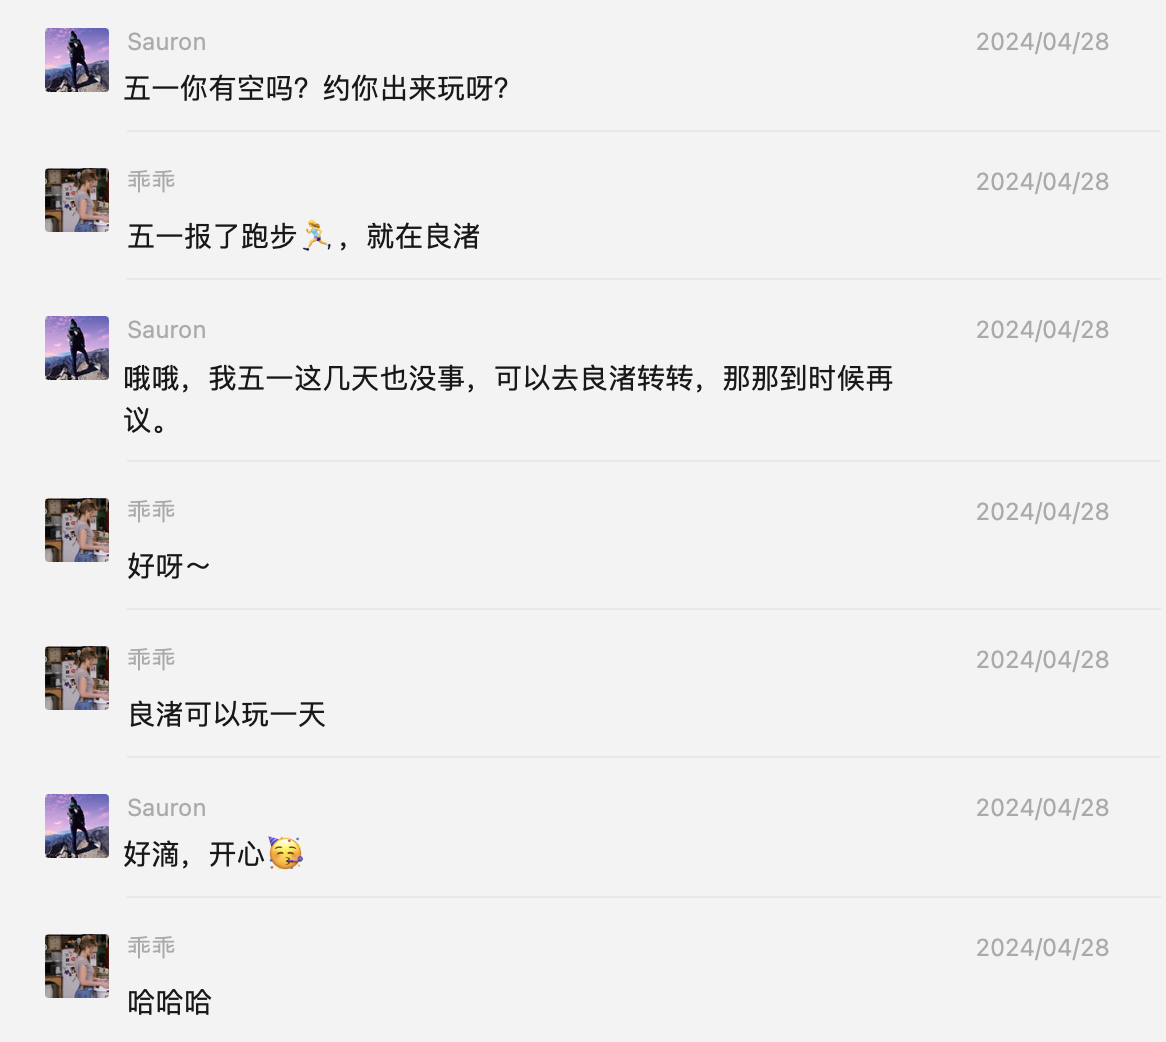 Sauron 2024/04/28
五一你有空吗？约你出来玩呀？
乖乖 2024/04/28
五一报了跑步🏃‍♀️，就在良渚
Sauron 2024/04/28
哦哦，我五一这几天也没事，可以去良渚转转，那那到时候再
议。
乖乖 2024/04/28
好呀～
乖乖 2024/04/28
良渚可以玩一天
Sauron 2024/04/28
好滴，开心🥳
乖乖 2024/04/28
哈哈哈